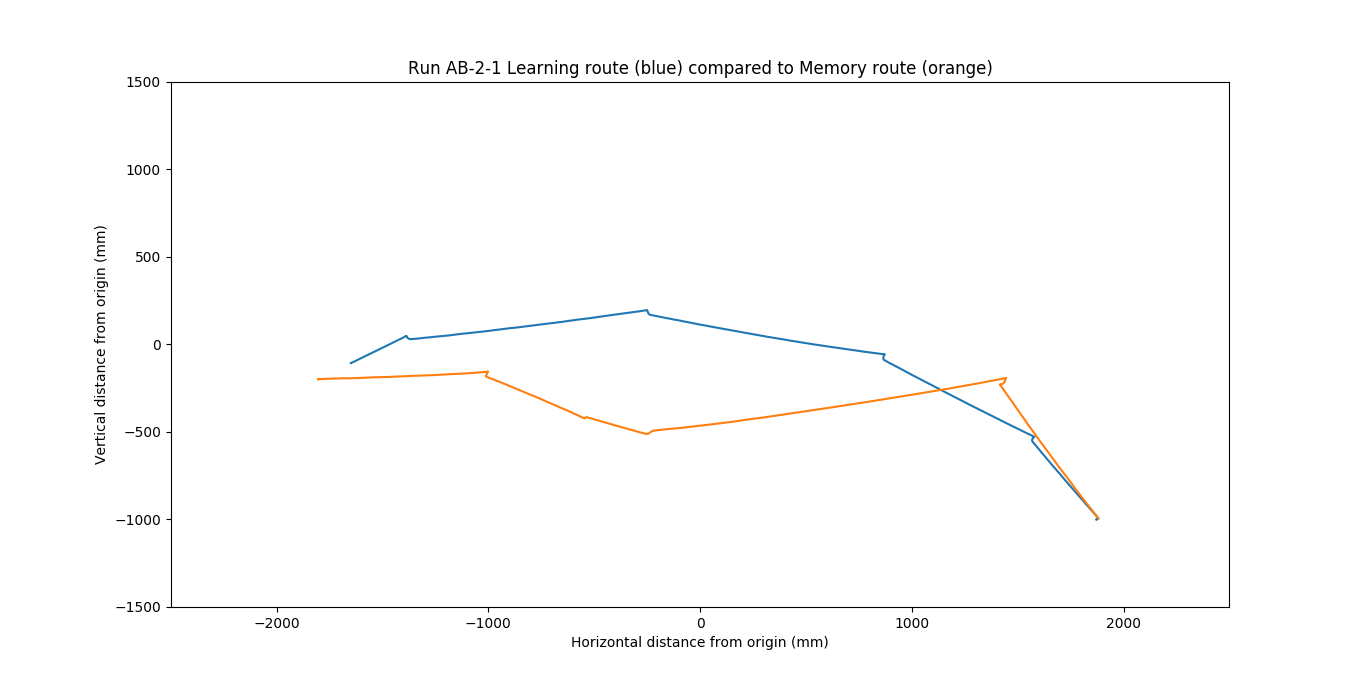 Run AB-2-1 Learning route (blue) compared to Memory route (orange)
1500
1000
500
0
−500
−1000
−1500
Vertical distance from origin (mm)
−2000 −1000 0 1000 2000
Horizontal distance from origin (mm)